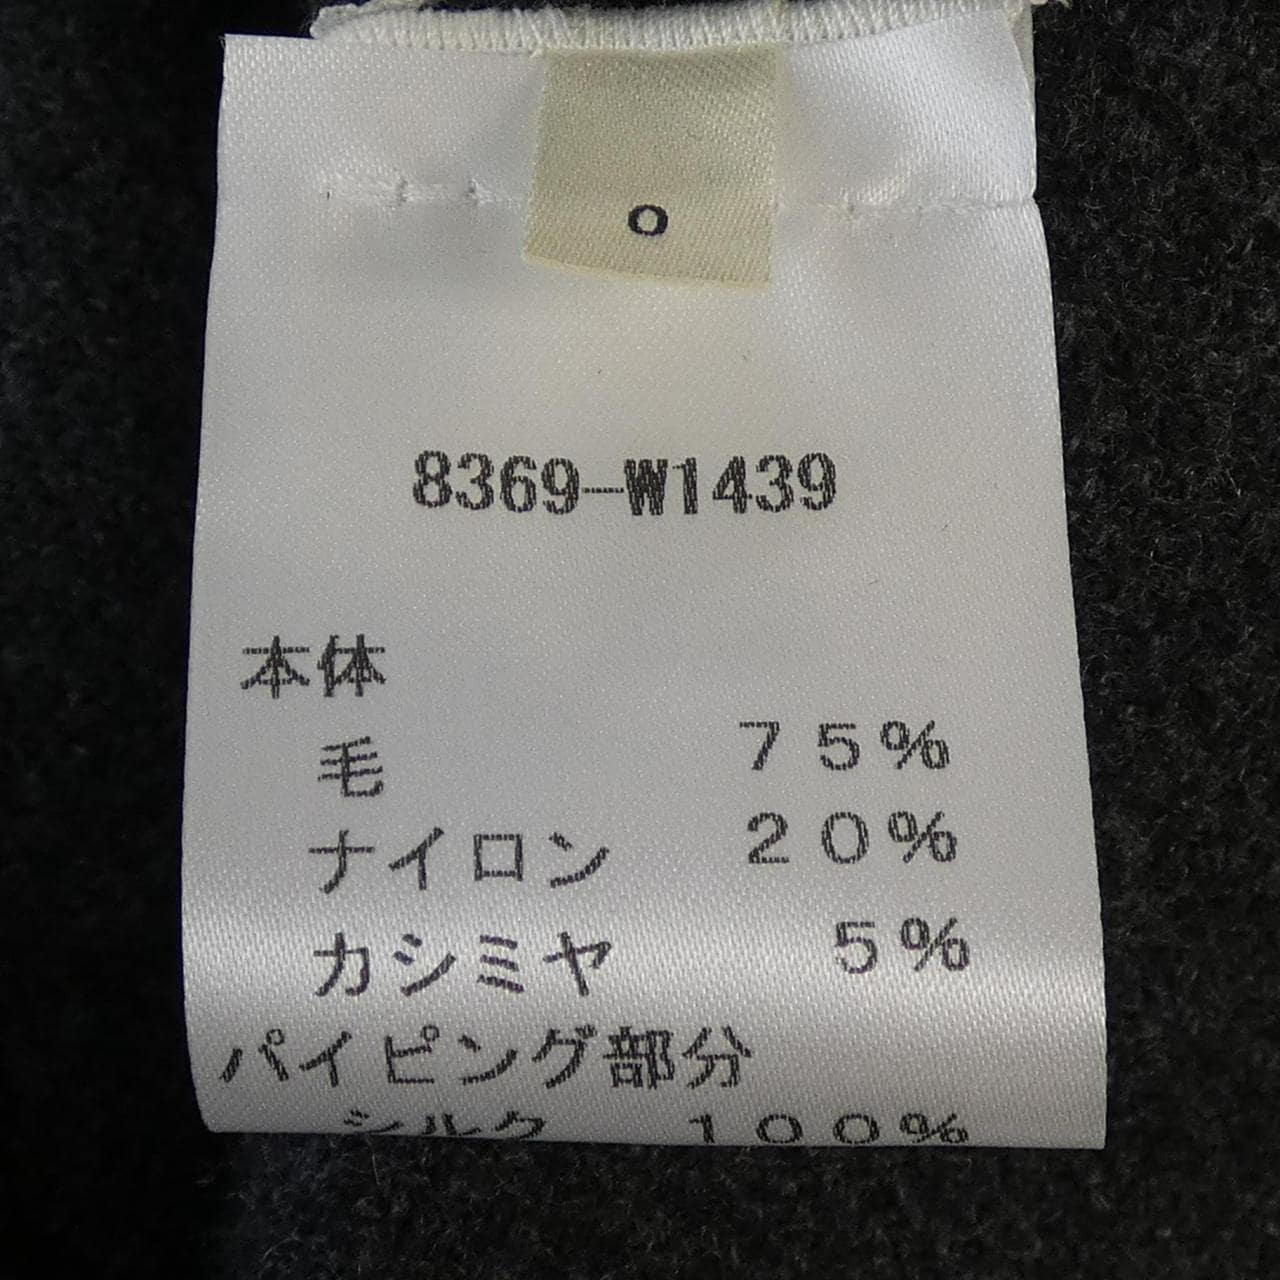 0
8369-W1439
本体
毛 75%
ナイロン 20%
カシミヤ 5%
パイピング部分
シルク 100%